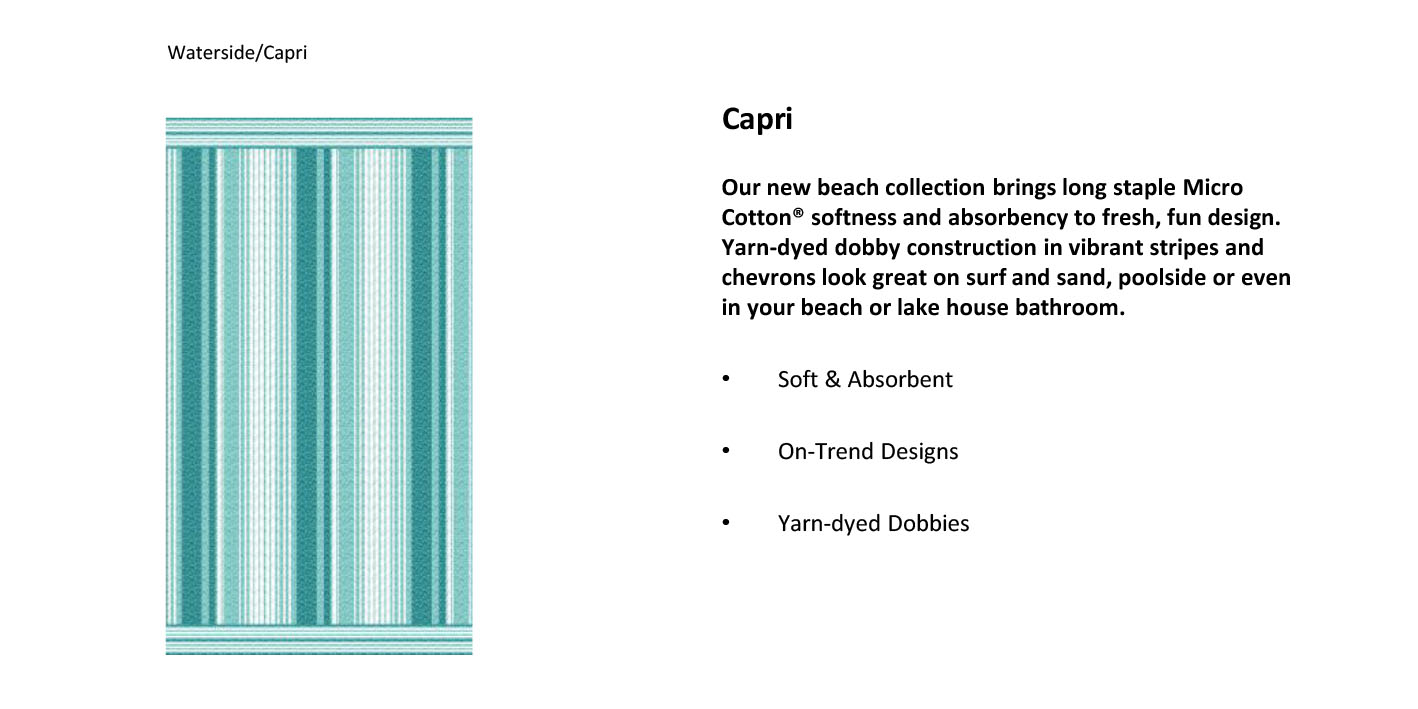 Waterside/Capri
Capri
Our new beach collection brings long staple Micro
Cotton® softness and absorbency to fresh, fun design.
Yarn-dyed dobby construction in vibrant stripes and
chevrons look great on surf and sand, poolside or even
in your beach or lake house bathroom.
• Soft & Absorbent
• On-Trend Designs
• Yarn-dyed Dobbies